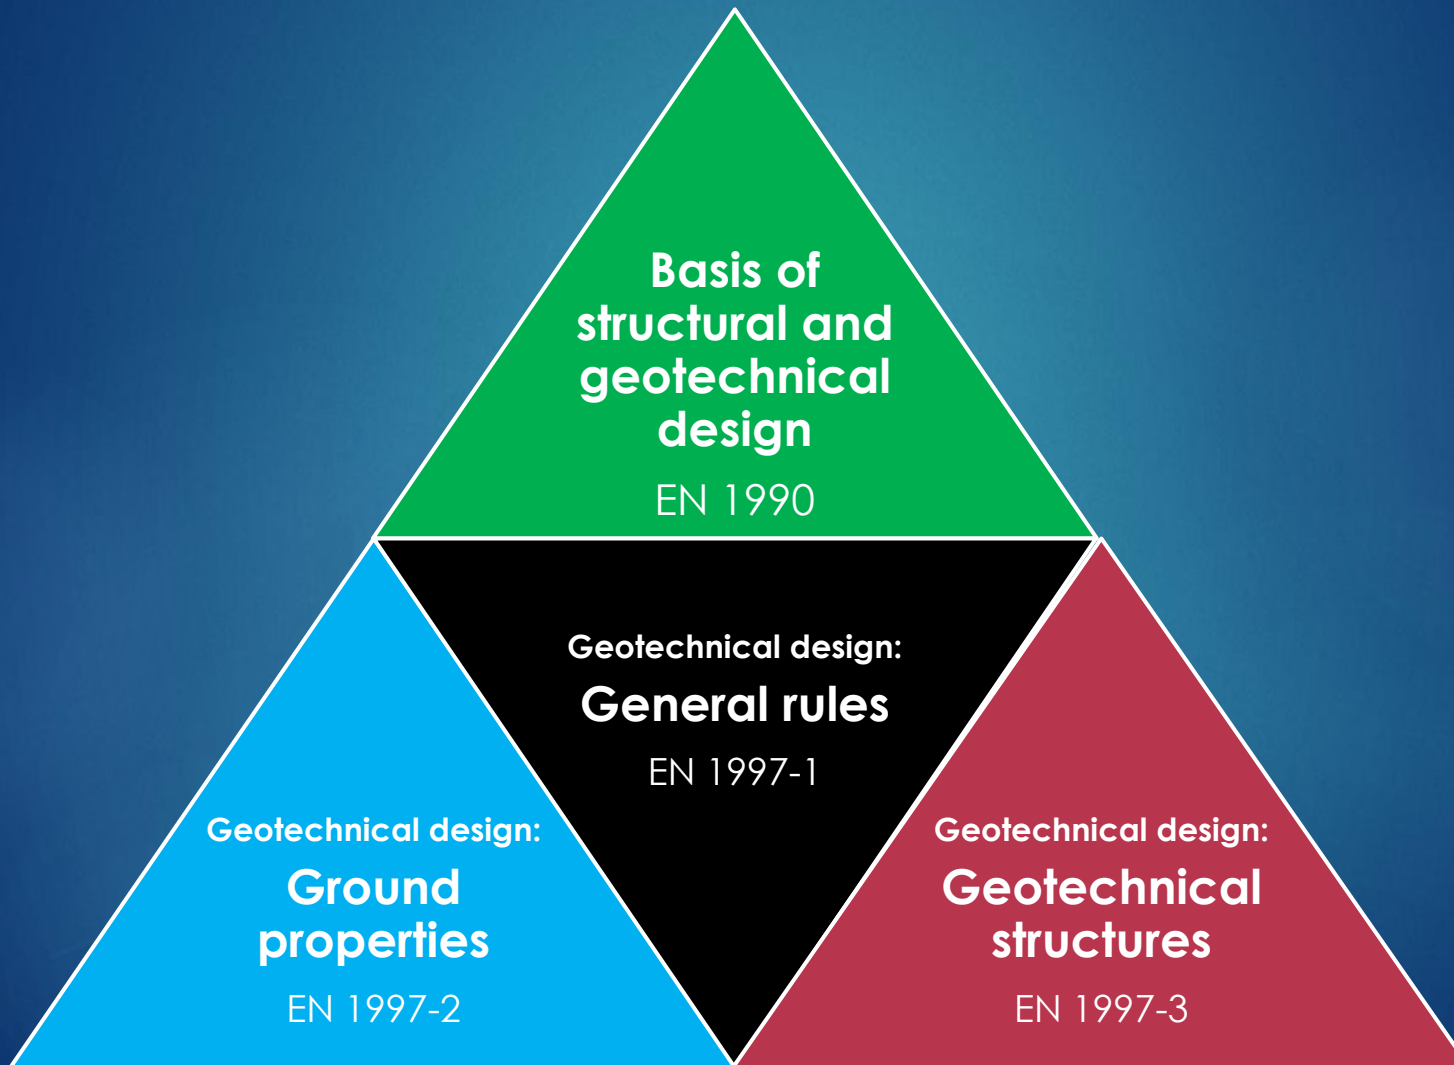 Basis of
structural and
geotechnical
design
EN 1990
Geotechnical design:
General rules
EN 1997-1
Geotechnical design:
Ground
properties
EN 1997-2
Geotechnical design:
Geotechnical
structures
EN 1997-3